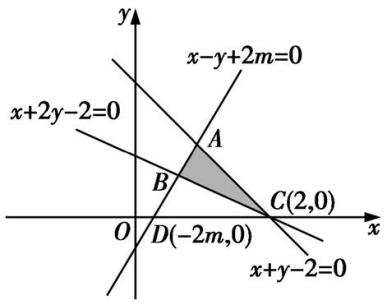 y
x-y+2m=0
x+2y-2=0
A
B
C(2,0)
O
D(-2m,0)
x
x+y-2=0